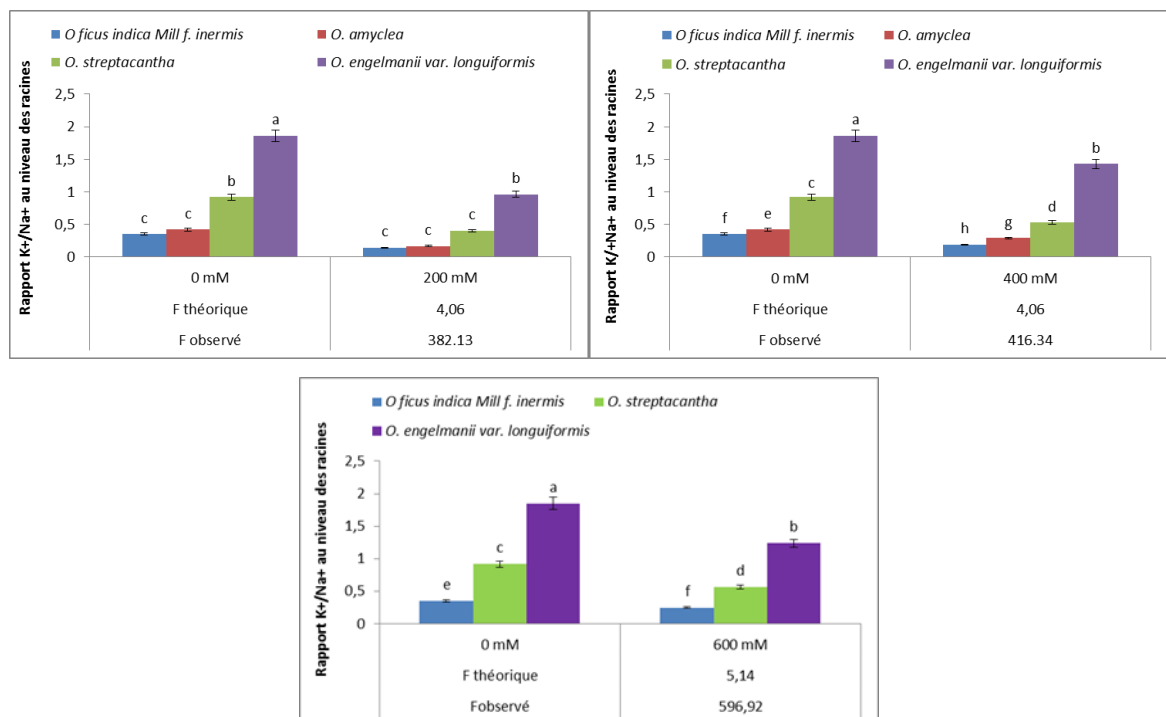 O ficus indica Mill f. inermis
O. amyclea
O. streptacantha
O. engelmanii var. longuiformis
Rapport K+/Na+ au niveau des racines
2,5
2
1,5
1
0,5
0
c
c
b
a
c
c
c
b
0 mM
200 mM
F théorique
4,06
F observé
382.13
O ficus indica Mill f. inermis
O. amyclea
O. streptacantha
O. engelmanii var. longuiformis
Rapport K/+Na+ au niveau des racines
2,5
2
1,5
1
0,5
0
f
e
c
a
h
g
d
b
0 mM
400 mM
F théorique
4,06
F observé
416.34
O ficus indica Mill f. inermis
O. streptacantha
O. engelmanii var. longuiformis
Rapport K+/Na+ au niveau des racines
2,5
2
1,5
1
0,5
0
e
c
a
f
d
b
0 mM
600 mM
F théorique
5,14
Fobservé
596,92